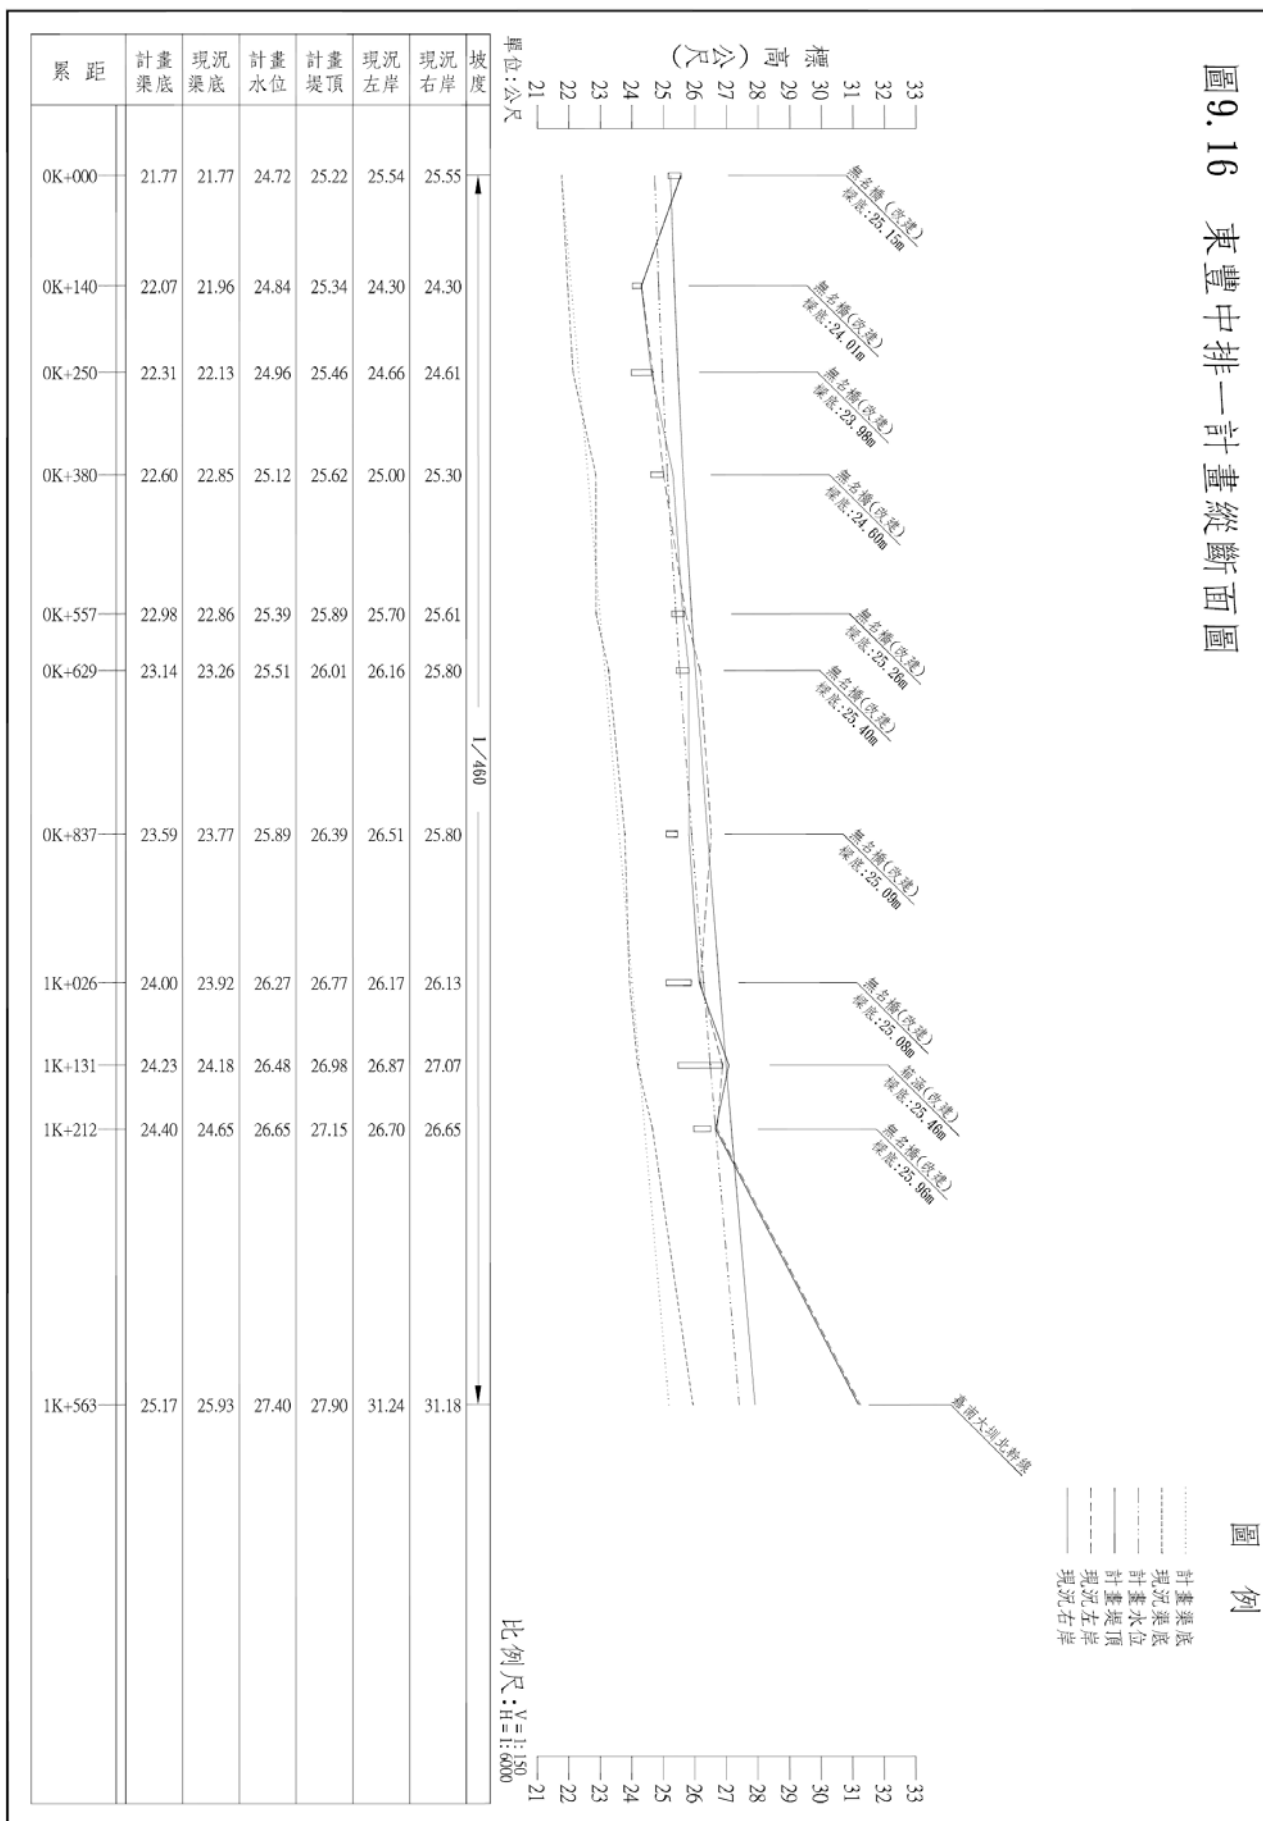 圖9.16 東豐中排一計畫縱斷面圖
累距 計畫渠底 現況渠底 計畫水位 計畫堤頂 現況左岸 現況右岸 坡度
0K+000 21.77 21.77 24.72 25.22 25.54 25.55
0K+140 22.07 21.96 24.84 25.34 24.30 24.30
0K+250 22.31 22.13 24.96 25.46 24.66 24.61
0K+380 22.60 22.85 25.12 25.62 25.00 25.30
0K+557 22.98 22.86 25.39 25.89 25.70 25.61
0K+629 23.14 23.26 25.51 26.01 26.16 25.80
1/460
0K+837 23.59 23.77 25.89 26.39 26.51 25.80
1K+026 24.00 23.92 26.27 26.77 26.17 26.13
1K+131 24.23 24.18 26.48 26.98 26.87 27.07
1K+212 24.40 24.65 26.65 27.15 26.70 26.65
1K+563 25.17 25.93 27.40 27.90 31.24 31.18
單位:公尺
標高(公尺)
21 22 23 24 25 26 27 28 29 30 31 32 33
無名橋(改建)
樑底:25.15m
無名橋(改建)
樑底:24.01m
無名橋(改建)
樑底:23.98m
無名橋(改建)
樑底:24.60m
無名橋(改建)
樑底:25.26m
無名橋(改建)
樑底:25.40m
無名橋(改建)
樑底:25.09m
無名橋(改建)
樑底:25.08m
箱涵(改建)
樑底:25.46m
無名橋(改建)
樑底:25.96m
嘉南大圳北幹線
圖例
計畫渠底
現況渠底
計畫水位
計畫堤頂
現況左岸
現況右岸
比例尺:V=1:150
H=1:6000
21 22 23 24 25 26 27 28 29 30 31 32 33